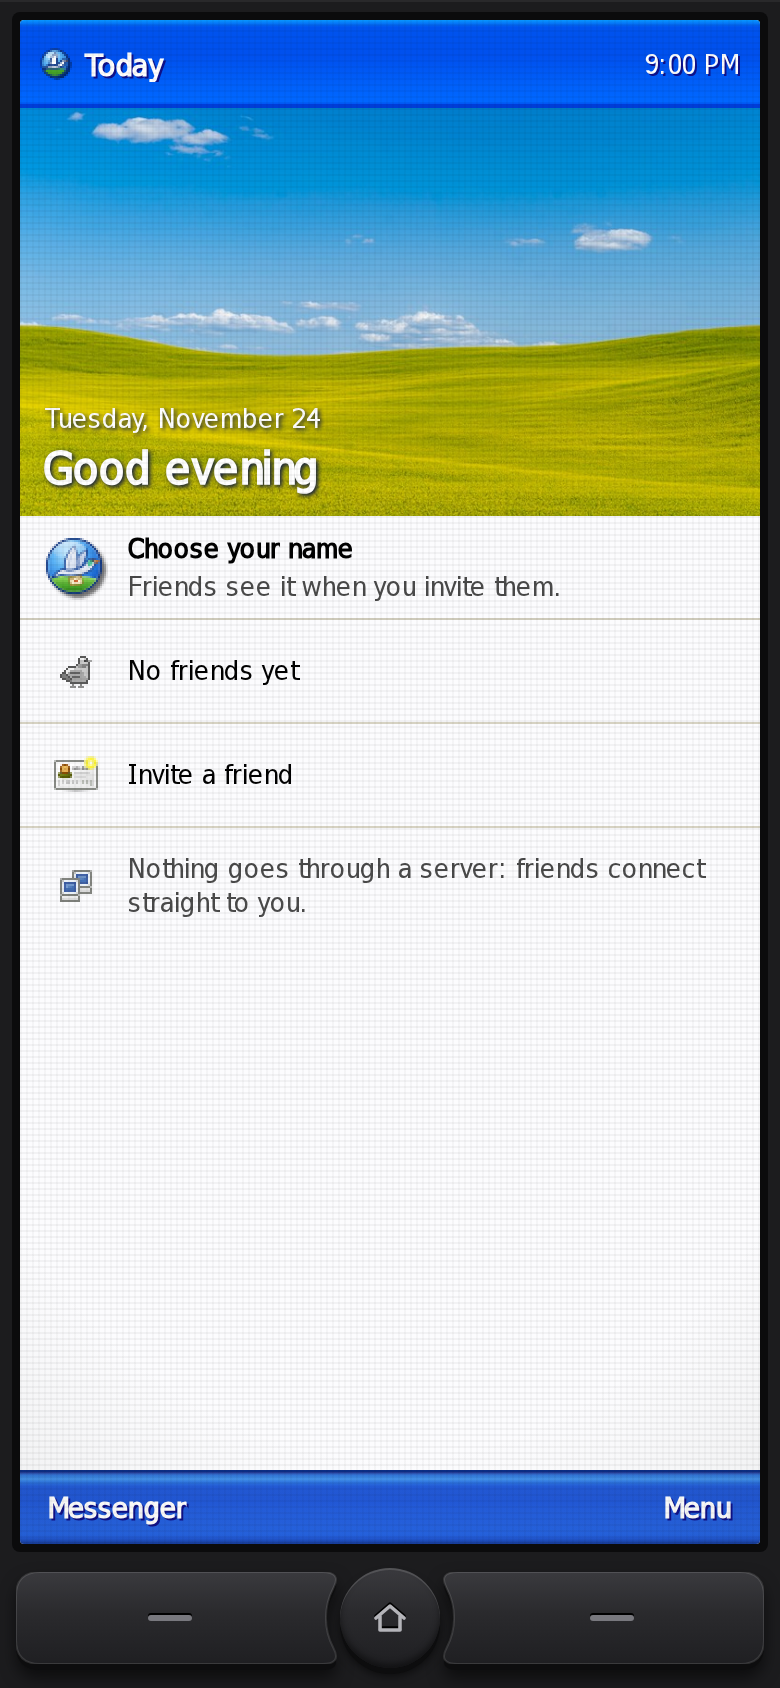 Today
9:00 PM
Tuesday, November 24
Good evening
Choose your name
Friends see it when you invite them.
No friends yet
Invite a friend
Nothing goes through a server: friends connect
straight to you.
Messenger
Menu